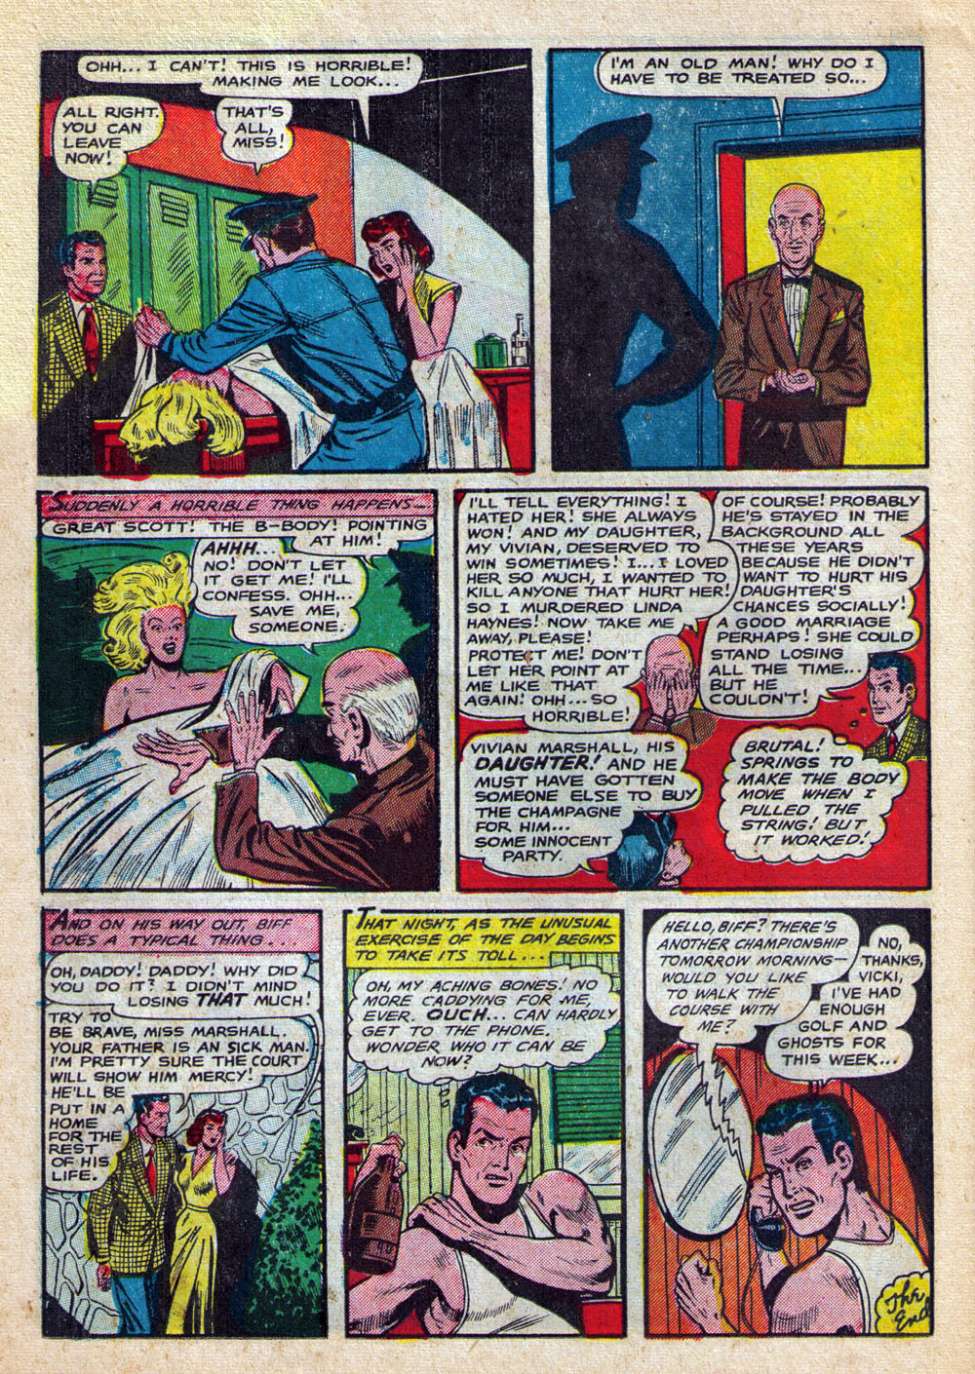 OHH... I CAN'T! THIS IS HORRIBLE!
MAKING ME LOOK...
ALL RIGHT.
YOU CAN
LEAVE
NOW!
THAT'S
ALL,
MISS!
I'M AN OLD MAN! WHY DO I
HAVE TO BE TREATED SO...
SUDDENLY A HORRIBLE THING HAPPENS...
GREAT SCOTT! THE B-BODY! POINTING
AT HIM!
AHHH...
NO! DON'T LET
IT GET ME! I'LL
CONFESS. OHH...
SAVE ME,
SOMEONE.
I'LL TELL EVERYTHING! I
HATED HER! SHE ALWAYS
WON! AND MY DAUGHTER,
MY VIVIAN, DESERVED TO
WIN SOMETIMES! I... I LOVED
HER SO MUCH, I WANTED TO
KILL ANYONE THAT HURT HER!
SO I MURDERED LINDA
HAYNES! NOW TAKE ME
AWAY, PLEASE!
PROTECT ME! DON'T
LET HER POINT AT
ME LIKE THAT
AGAIN! OHH... SO
HORRIBLE!
OF COURSE! PROBABLY
HE'S STAYED IN THE
BACKGROUND ALL
THESE YEARS
BECAUSE HE DIDN'T
WANT TO HURT HIS
DAUGHTER'S
CHANCES SOCIALLY!
A GOOD MARRIAGE
PERHAPS! SHE COULD
STAND LOSING
ALL THE TIME...
BUT HE
COULDN'T!
VIVIAN MARSHALL, HIS
DAUGHTER! AND HE
MUST HAVE GOTTEN
SOMEONE ELSE TO BUY
THE CHAMPAGNE
FOR HIM...
SOME INNOCENT
PARTY.
BRUTAL!
SPRINGS TO
MAKE THE BODY
MOVE WHEN I
PULLED THE
STRING! BUT
IT WORKED!
AND ON HIS WAY OUT, BIFF
DOES A TYPICAL THING...
OH, DADDY! DADDY! WHY DID
YOU DO IT? I DIDN'T MIND
LOSING THAT MUCH!
TRY TO
BE BRAVE, MISS MARSHALL.
YOUR FATHER IS AN SICK MAN.
I'M PRETTY SURE THE COURT
WILL SHOW HIM MERCY!
HE'LL BE
PUT IN A
HOME
FOR THE
REST
OF HIS
LIFE.
THAT NIGHT, AS THE UNUSUAL
EXERCISE OF THE DAY BEGINS
TO TAKE ITS TOLL...
OH, MY ACHING BONES! NO
MORE CADDYING FOR ME,
EVER. OUCH... CAN HARDLY
GET TO THE PHONE.
WONDER WHO IT CAN BE
NOW?
HELLO, BIFF? THERE'S
ANOTHER CHAMPIONSHIP
TOMORROW MORNING—
WOULD YOU LIKE
TO WALK THE
COURSE WITH
ME?
NO,
THANKS,
VICKI,
I'VE HAD
ENOUGH
GOLF AND
GHOSTS FOR
THIS WEEK...
The
End